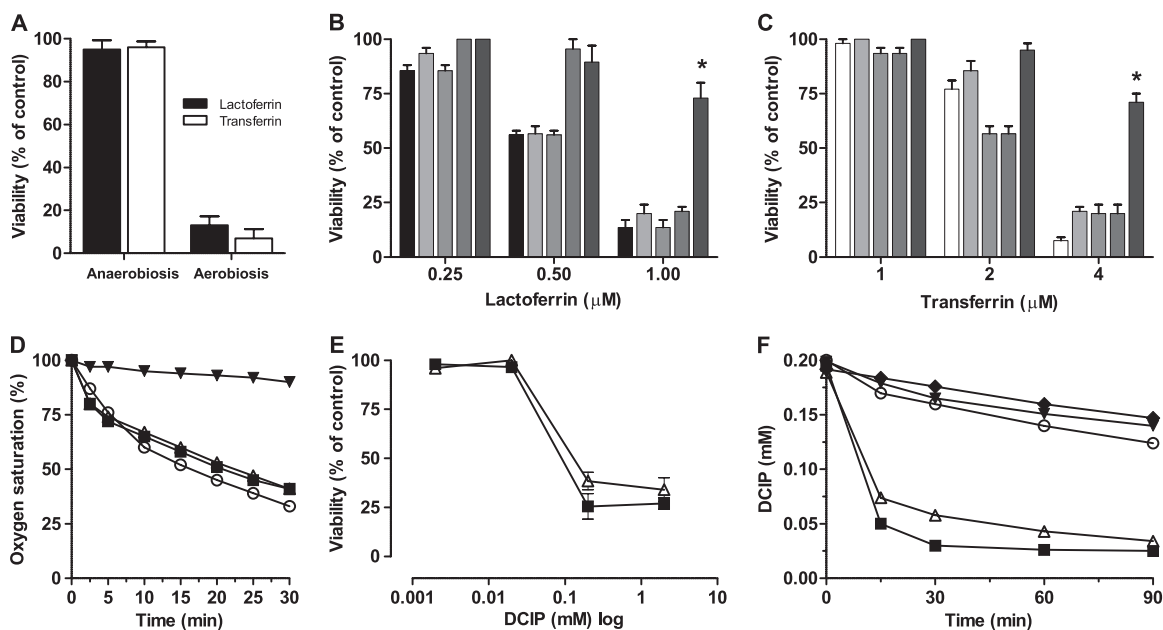 A
Viability (% of control)
100
80
60
40
20
0
Lactoferrin
Transferrin
Anaerobiosis Aerobiosis
B
Viability (% of control)
100
75
50
25
0
*
0.25 0.50 1.00
Lactoferrin (μM)
C
Viability (% of control)
100
75
50
25
0
*
1 2 4
Transferrin (μM)
D
Oxygen saturation (%)
100
75
50
25
0
0 5 10 15 20 25 30
Time (min)
E
Viability (% of control)
100
75
50
25
0
0.001 0.01 0.1 1 10
DCIP (mM) log
F
DCIP (mM)
0.20
0.15
0.10
0.05
0.00
0 30 60 90
Time (min)